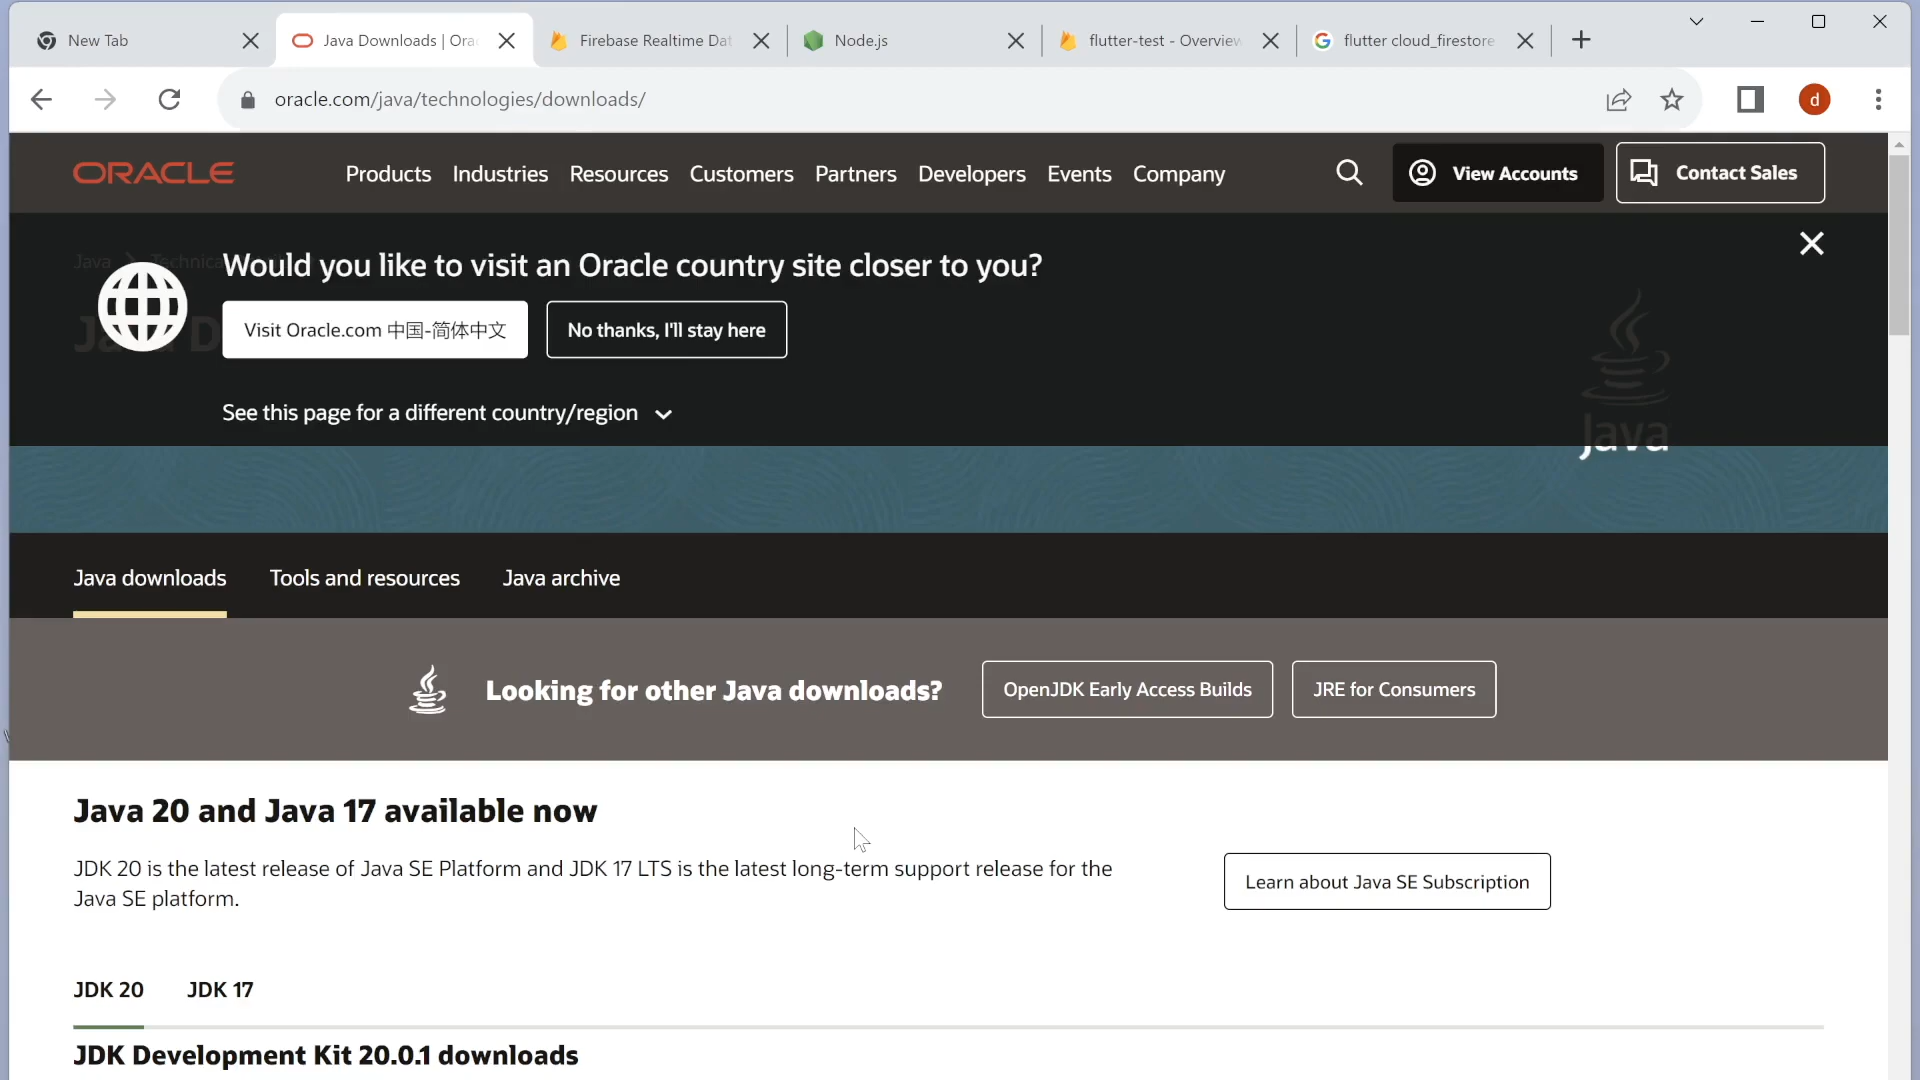 New Tab
Java Downloads | Ora
Firebase Realtime Dat
Node.js
flutter-test - Overview
flutter cloud_firestore
oracle.com/java/technologies/downloads/
d
ORACLE
Products
Industries
Resources
Customers
Partners
Developers
Events
Company
View Accounts
Contact Sales
Java
Technica
Would you like to visit an Oracle country site closer to you?
Visit Oracle.com 中国-简体中文
No thanks, I'll stay here
See this page for a different country/region
Java
Java downloads
Tools and resources
Java archive
Looking for other Java downloads?
OpenJDK Early Access Builds
JRE for Consumers
Java 20 and Java 17 available now
JDK 20 is the latest release of Java SE Platform and JDK 17 LTS is the latest long-term support release for the
Java SE platform.
Learn about Java SE Subscription
JDK 20
JDK 17
JDK Development Kit 20.0.1 downloads